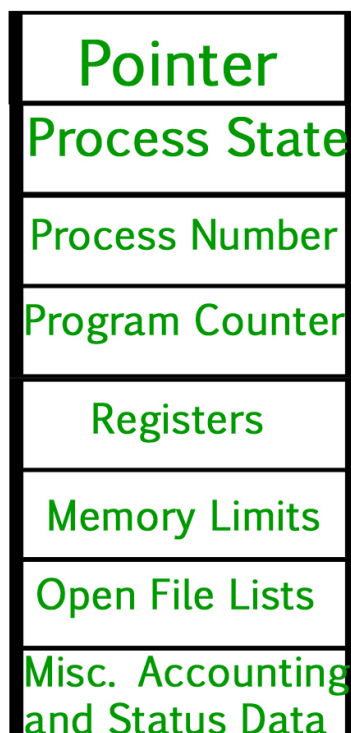 Pointer
Process State
Process Number
Program Counter
Registers
Memory Limits
Open File Lists
Misc. Accounting
and Status Data